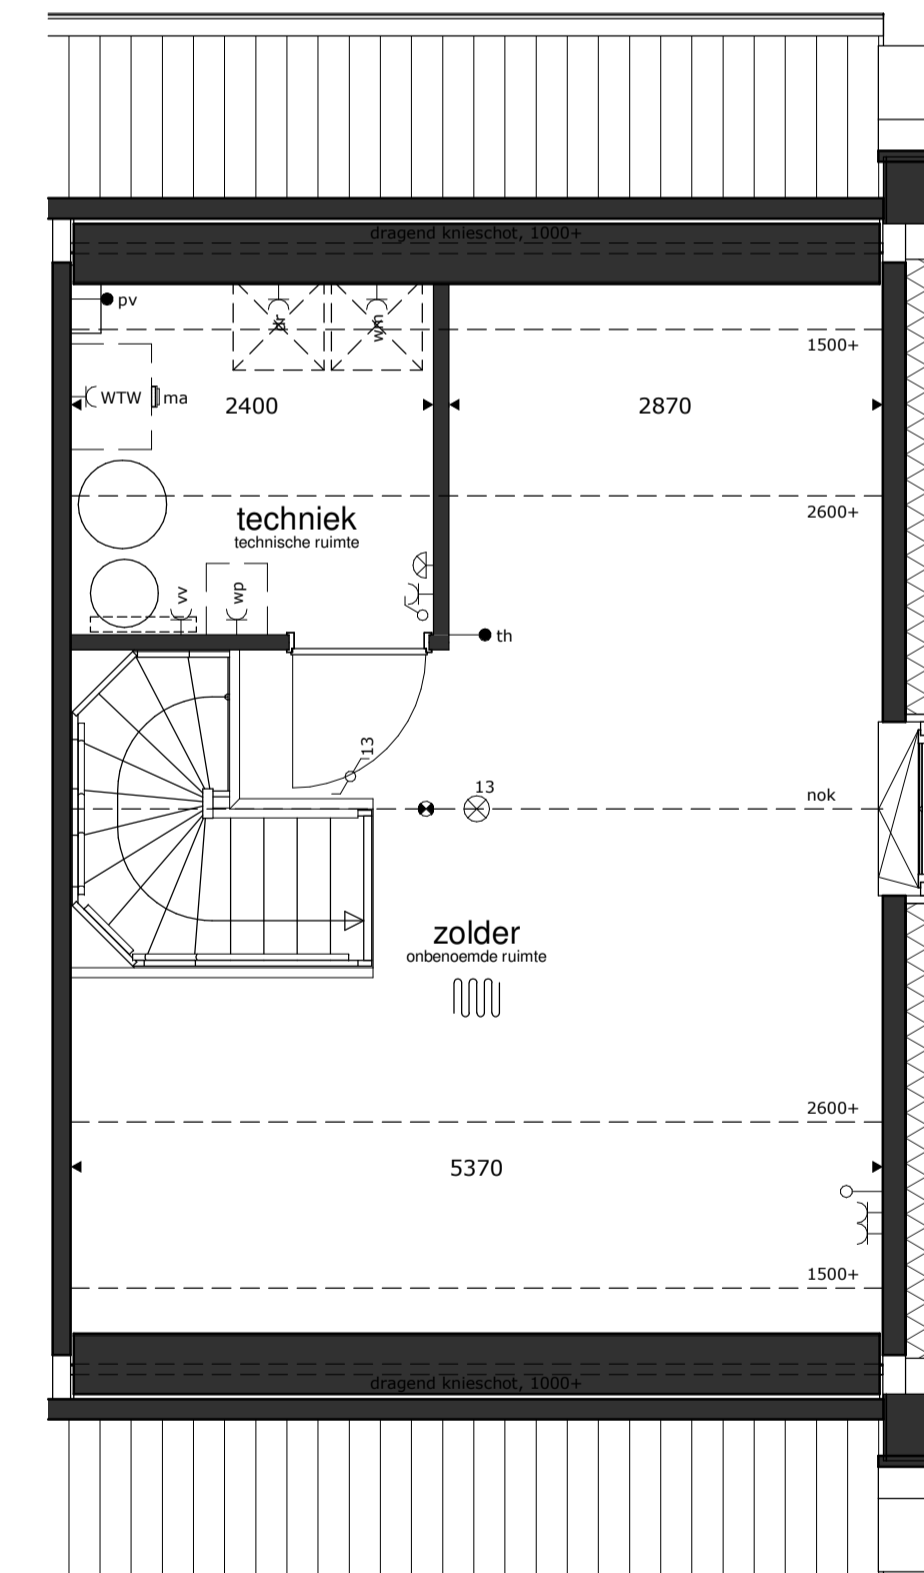 dragend knieschot, 1000+
pv
dr
wm
1500+
WTW
ma
2400
2870
2600+
techniek
technische ruimte
vv
wp
th
13
13
nok
zolder
onbenoemde ruimte
2600+
5370
1500+
dragend knieschot, 1000+